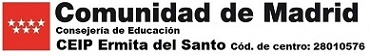 Comunidad de Madrid
Consejería de Educación
CEIP Ermita del Santo Cód. de centro: 28010576